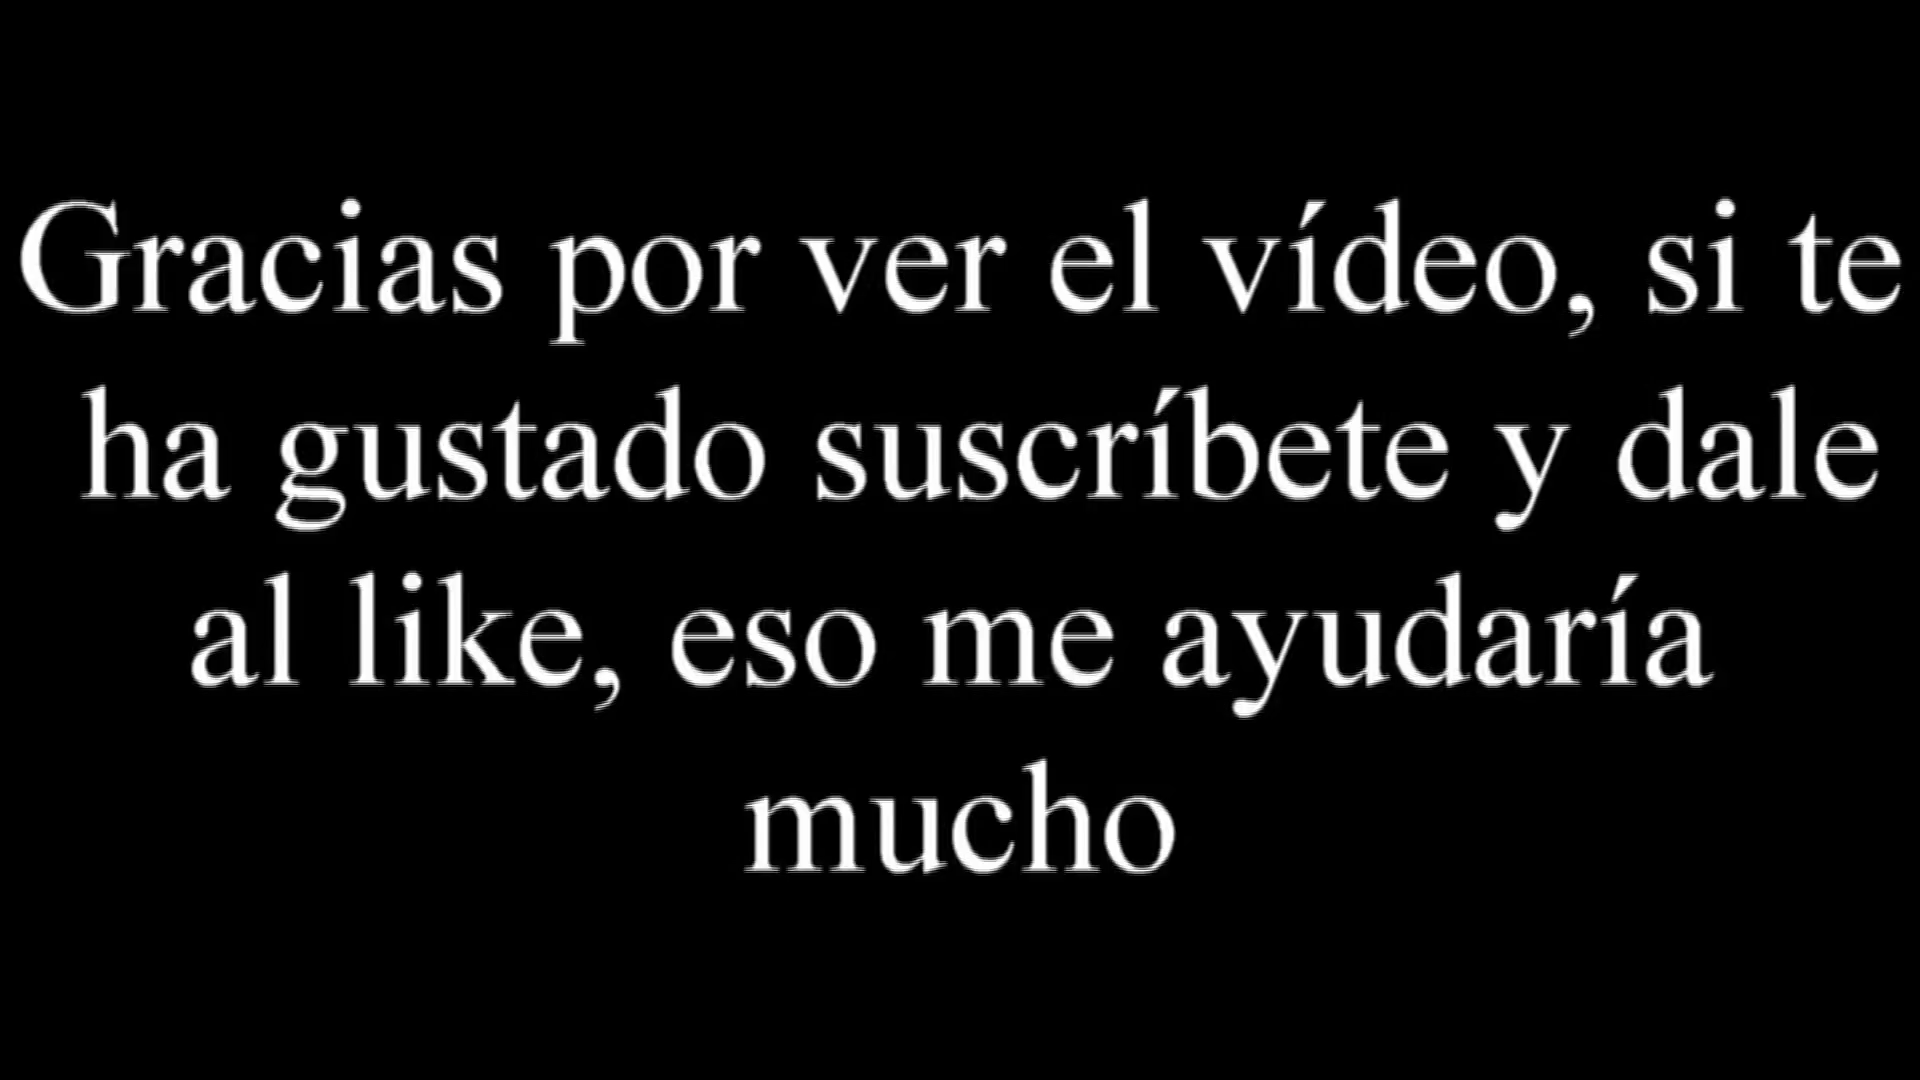 Gracias por ver el vídeo, si te
ha gustado suscríbete y dale
al like, eso me ayudaría
mucho